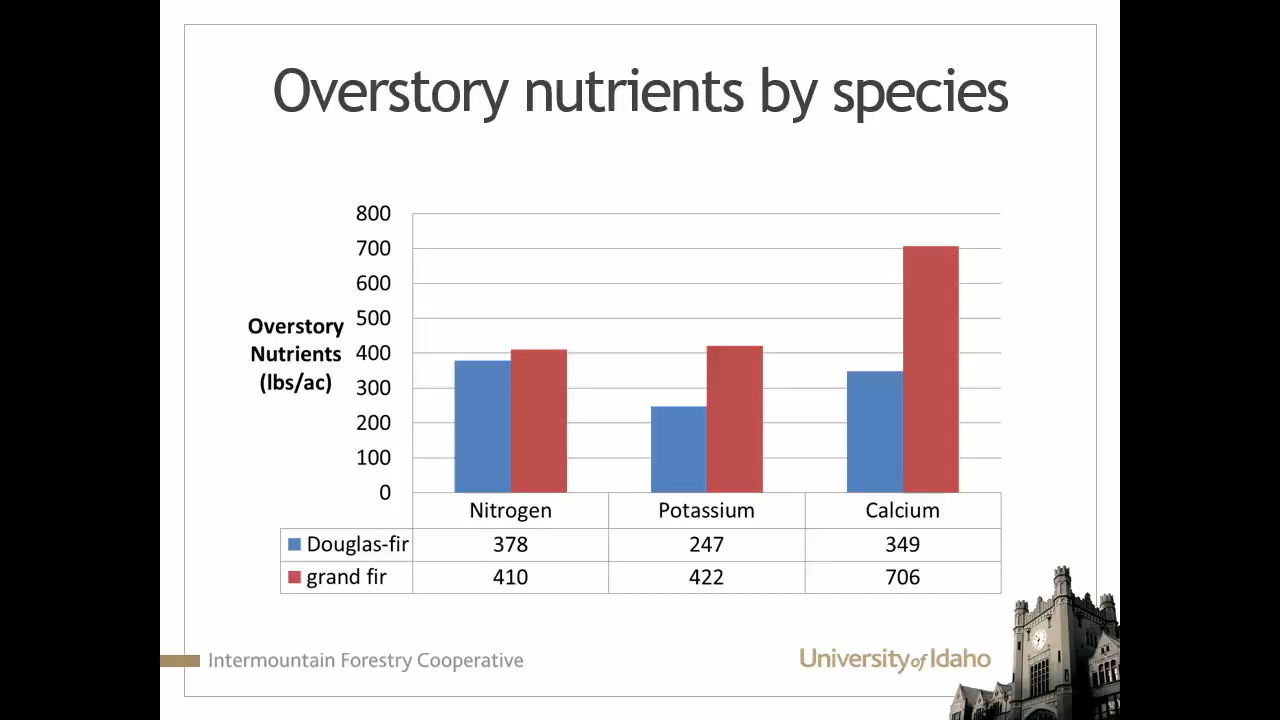 Overstory nutrients by species
800
700
600
500
400
300
200
100
0
Overstory
Nutrients
(lbs/ac)
Nitrogen Potassium Calcium
Douglas-fir 378 247 349
grand fir 410 422 706
Intermountain Forestry Cooperative
University of Idaho